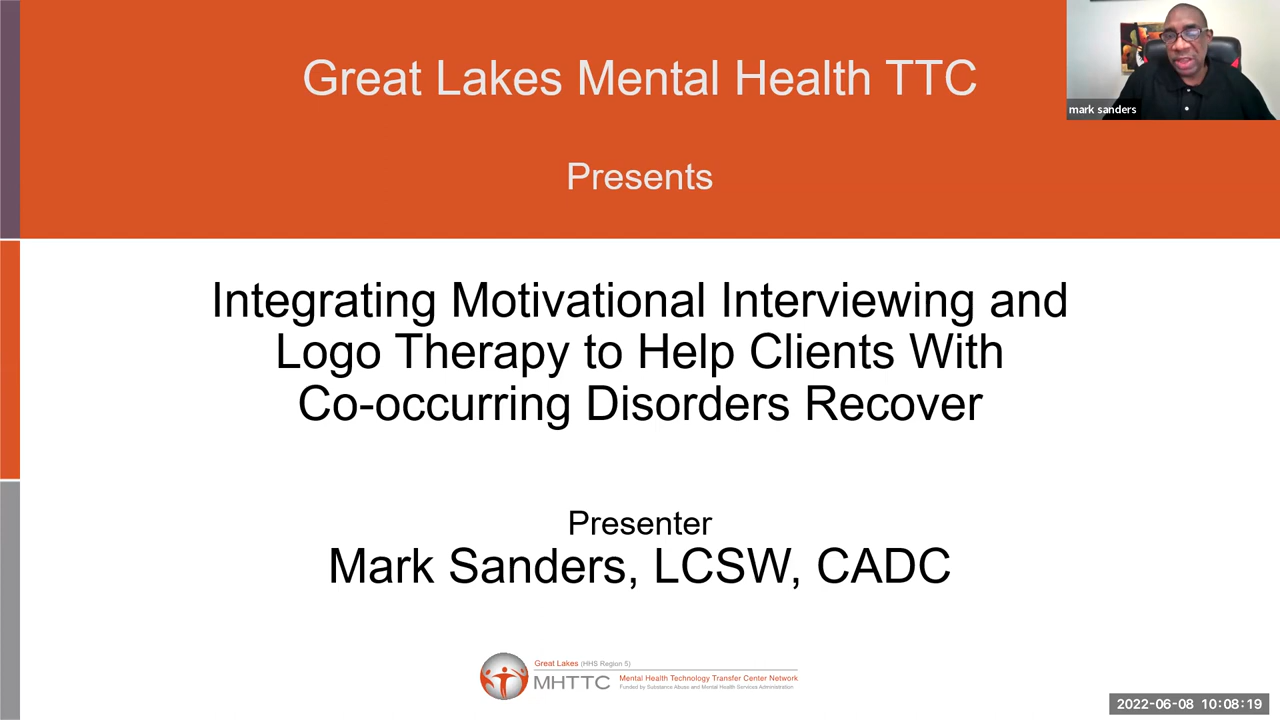 Great Lakes Mental Health TTC
mark sanders
Presents
Integrating Motivational Interviewing and
Logo Therapy to Help Clients With
Co-occurring Disorders Recover
Presenter
Mark Sanders, LCSW, CADC
Great Lakes (HHS Region 5)
MHTTC
Mental Health Technology Transfer Center Network
Funded by Substance Abuse and Mental Health Services Administration
2022-06-08 10:08:19